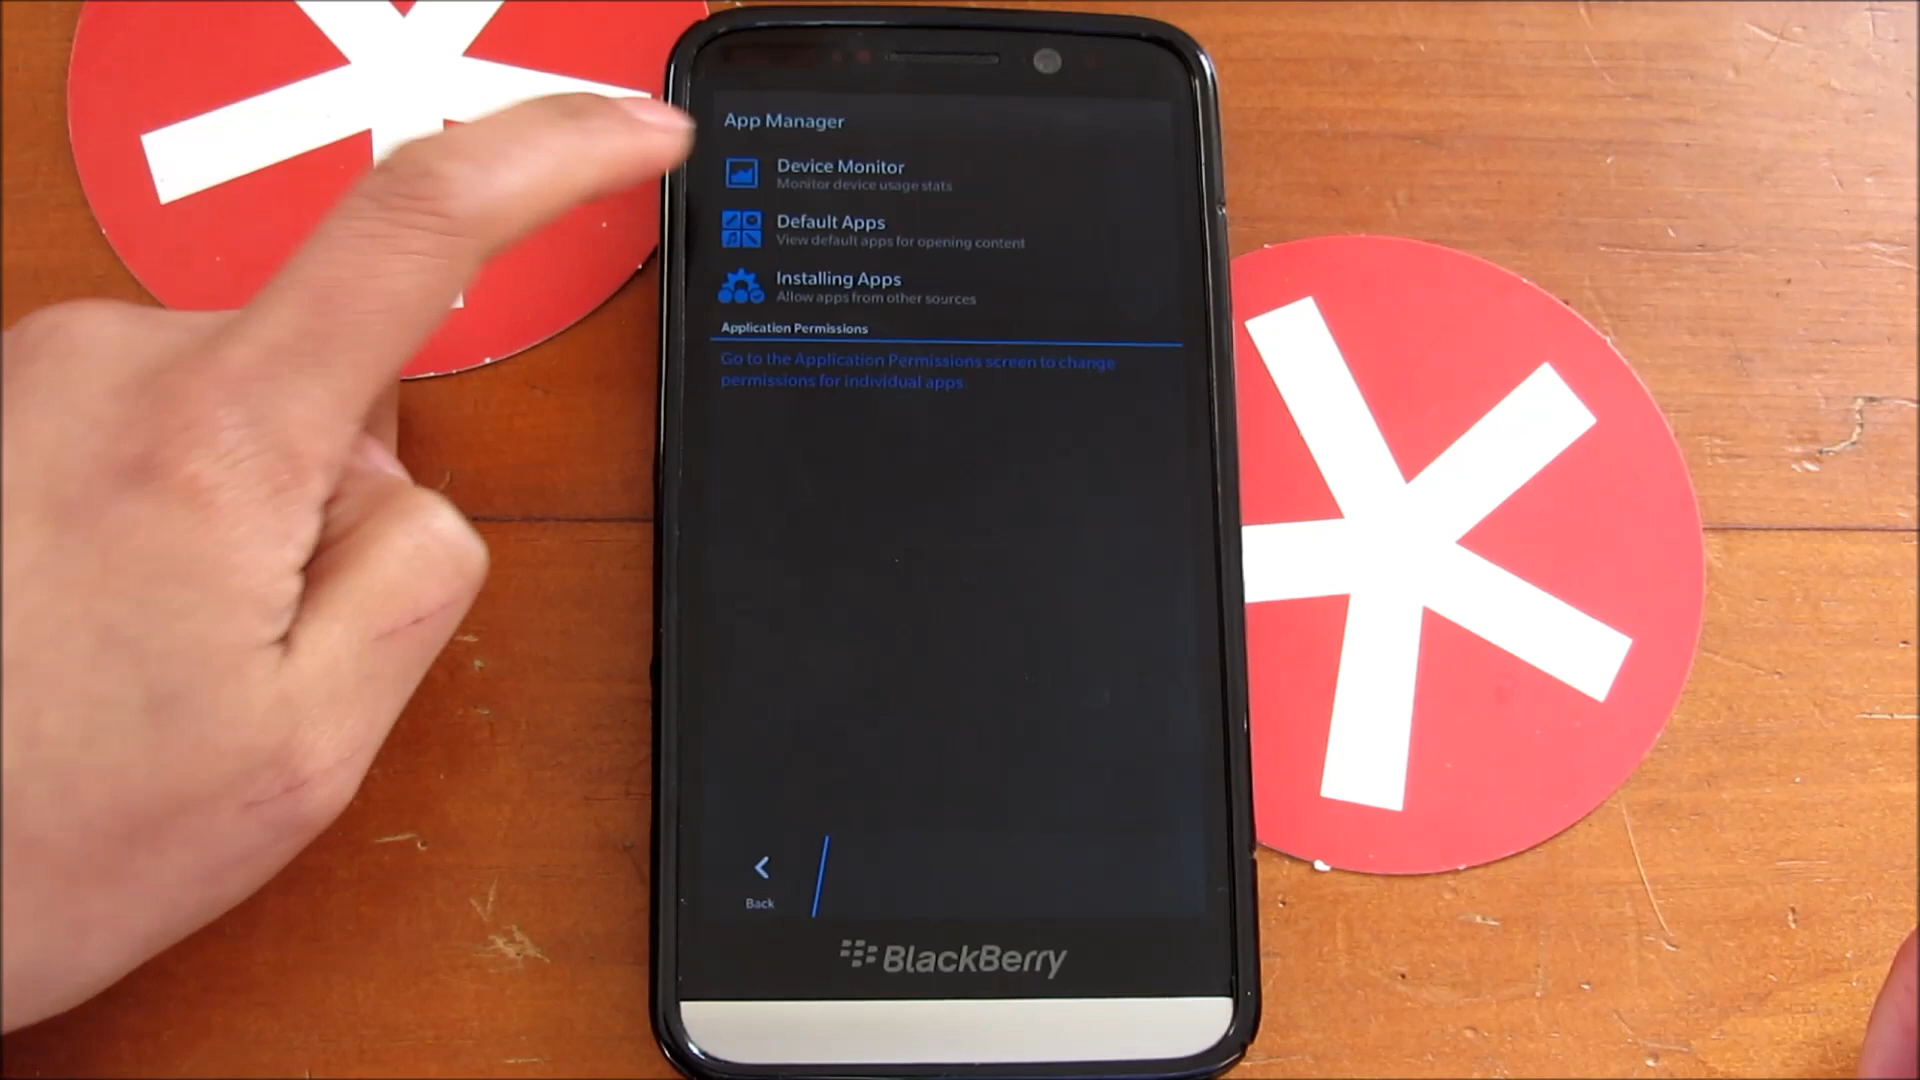 App Manager
Device Monitor
Monitor device usage stats
Default Apps
View default apps for opening content
Installing Apps
Allow apps from other sources
Application Permissions
Go to the Application Permissions screen to change
permissions for individual apps
Back
BlackBerry